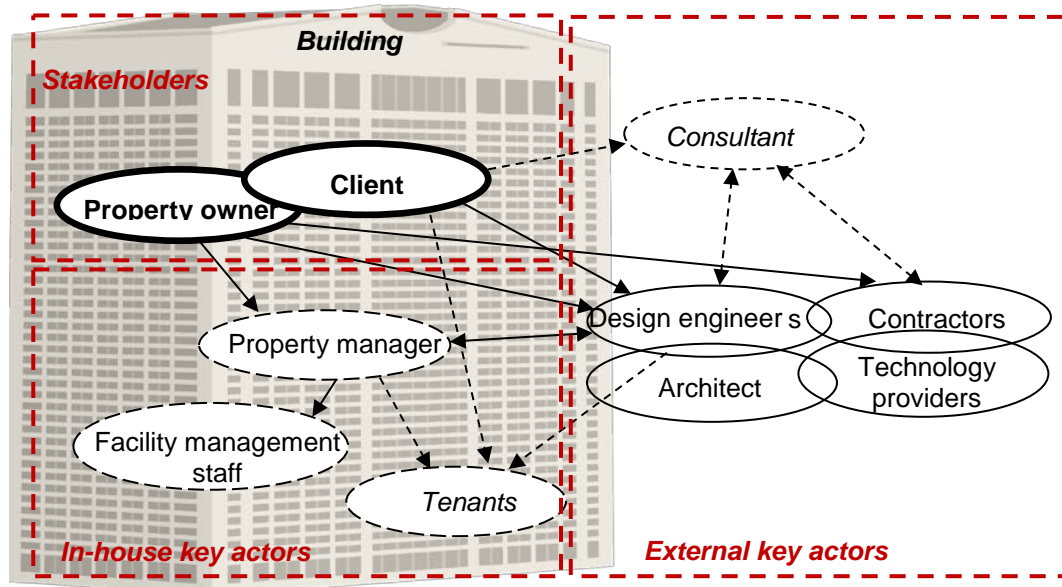 Building
Stakeholders
Consultant
Client
Property owner
Design engineer s
Contractors
Property manager
Technology
providers
Architect
Facility management
staff
Tenants
In-house key actors
External key actors